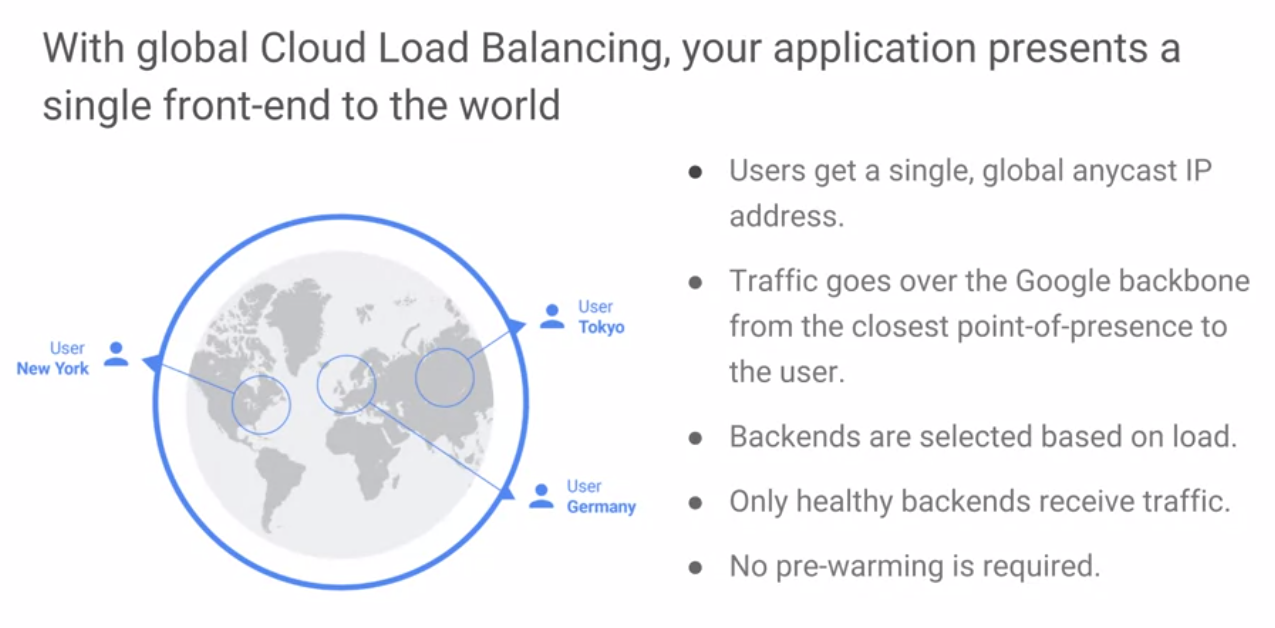 With global Cloud Load Balancing, your application presents a
single front-end to the world
User
New York
User
Tokyo
User
Germany
● Users get a single, global anycast IP
address.
● Traffic goes over the Google backbone
from the closest point-of-presence to
the user.
● Backends are selected based on load.
● Only healthy backends receive traffic.
● No pre-warming is required.